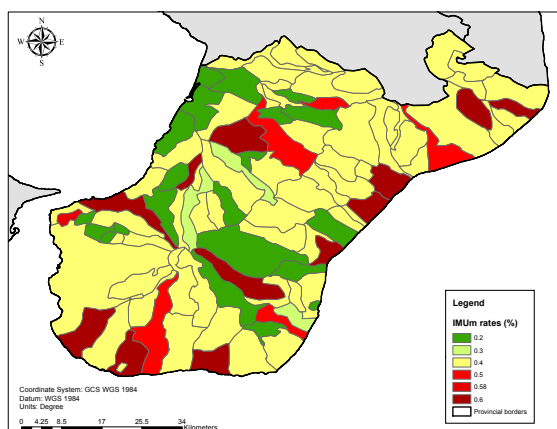 N
W E
S
Legend
IMUm rates (%)
0.2
0.3
0.4
0.5
0.58
0.6
Provincial borders
Coordinate System: GCS WGS 1984
Datum: WGS 1984
Units: Degree
0 4.25 8.5 17 25.5 34
Kilometers